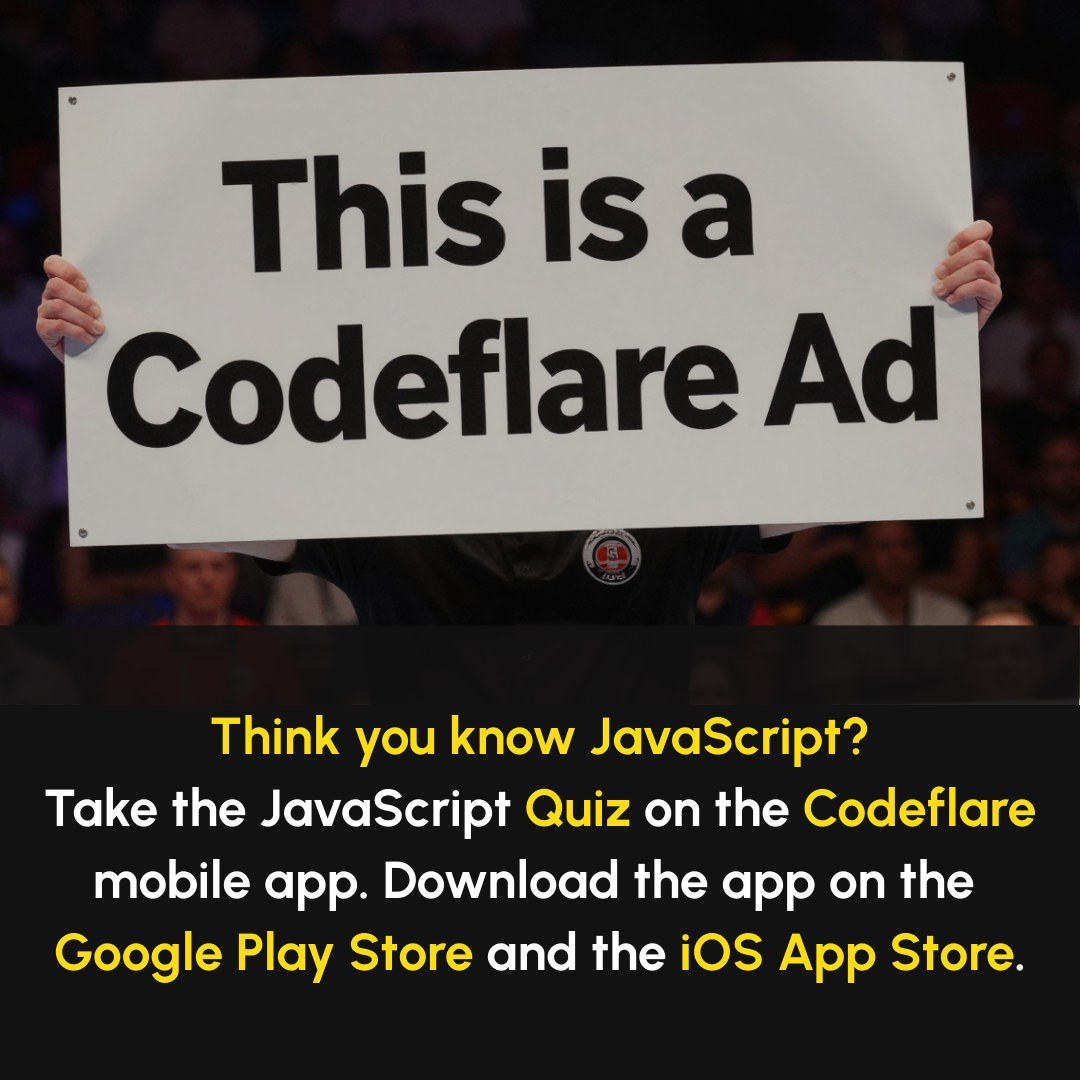 This is a
Codeflare Ad
Think you know JavaScript?
Take the JavaScript Quiz on the Codeflare
mobile app. Download the app on the
Google Play Store and the iOS App Store.